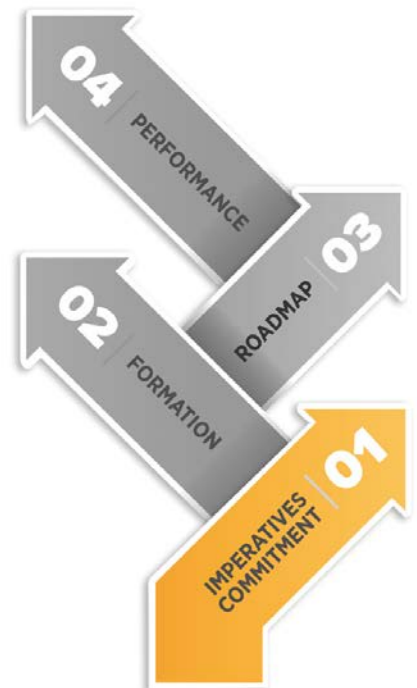 04
PERFORMANCE
03
ROADMAP
02
FORMATION
01
IMPERATIVES
COMMITMENT